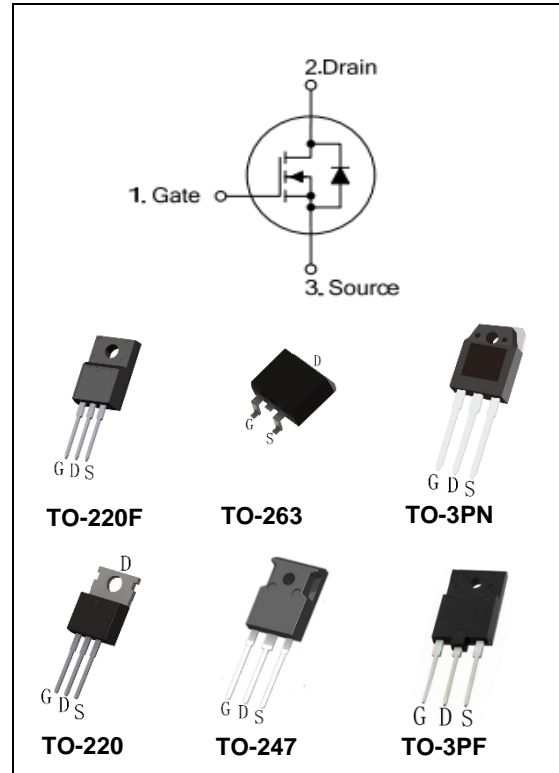 2.Drain
1. Gate
3. Source
D
G
S
G D S
G D S
TO-220F
TO-263
TO-3PN
D
G D S
G D S
G D S
TO-220
TO-247
TO-3PF